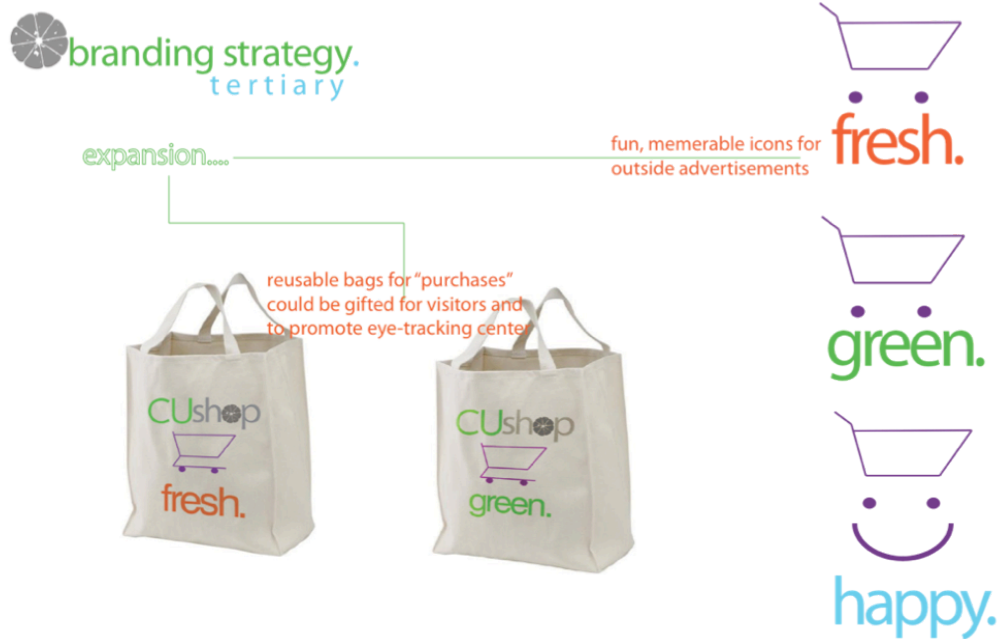 branding strategy.
tertiary
expansion....
fun, memerable icons for
outside advertisements
fresh.
reusable bags for "purchases"
could be gifted for visitors and
to promote eye-tracking center
green.
CUshop
fresh.
CUshop
green.
happy.